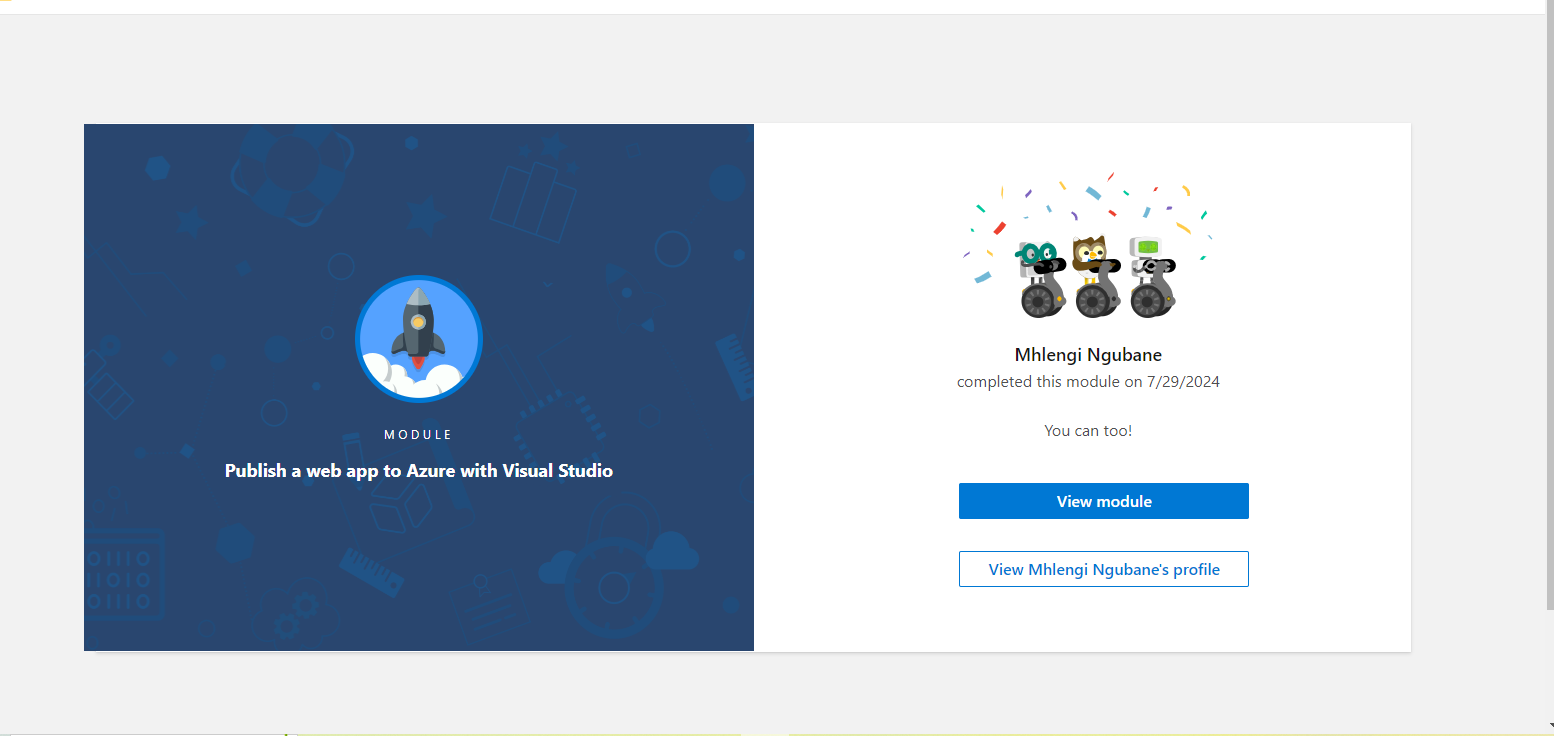 MODULE
Publish a web app to Azure with Visual Studio
Mhlengi Ngubane
completed this module on 7/29/2024
You can too!
View module
View Mhlengi Ngubane's profile